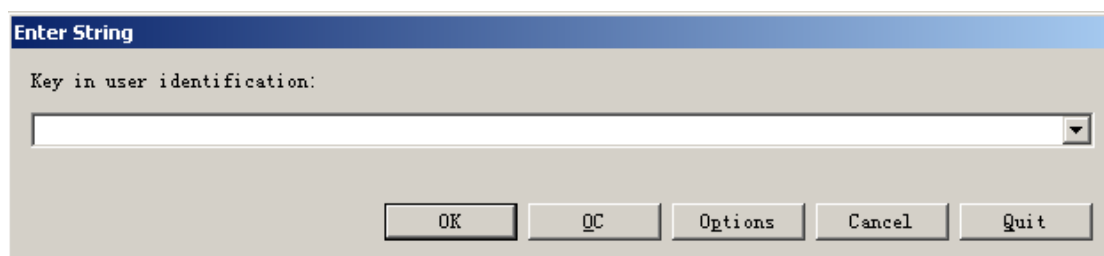 Enter String
Key in user identification:
OK QC Options Cancel Quit